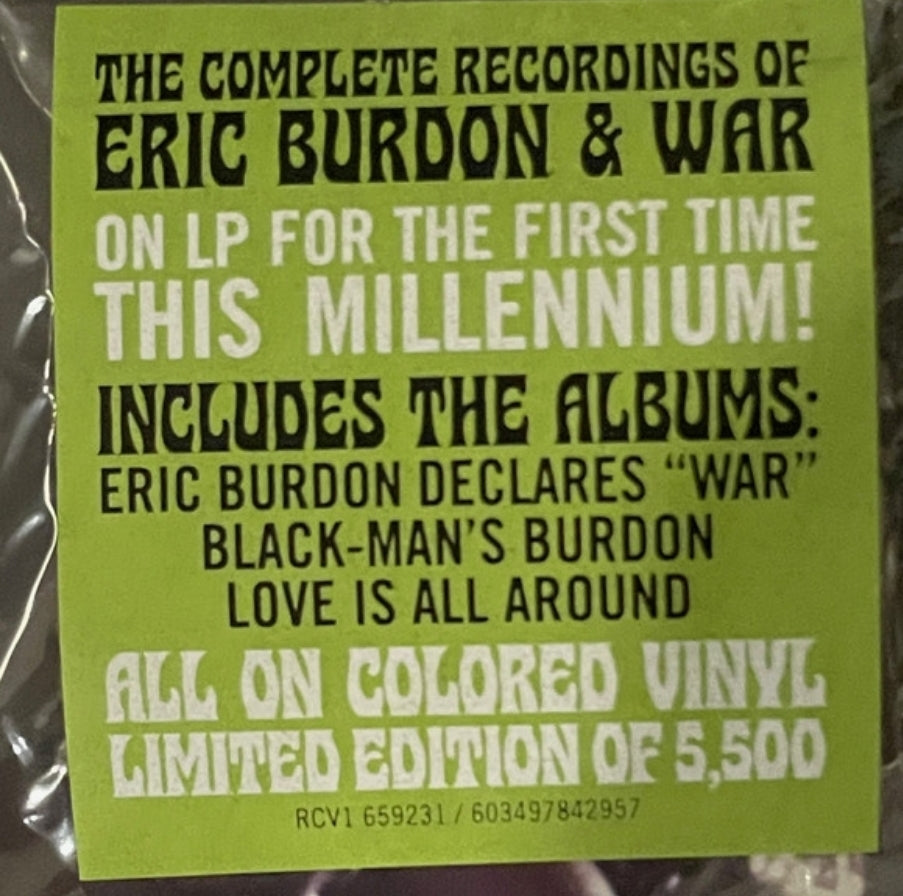 THE COMPLETE RECORDINGS OF
ERIC BURDON & WAR
ON LP FOR THE FIRST TIME
THIS MILLENNIUM!
INCLUDES THE ALBUMS:
ERIC BURDON DECLARES “WAR”
BLACK-MAN'S BURDON
LOVE IS ALL AROUND
ALL ON COLORED VINYL
LIMITED EDITION OF 5,500
RCV1 659231 / 603497842957